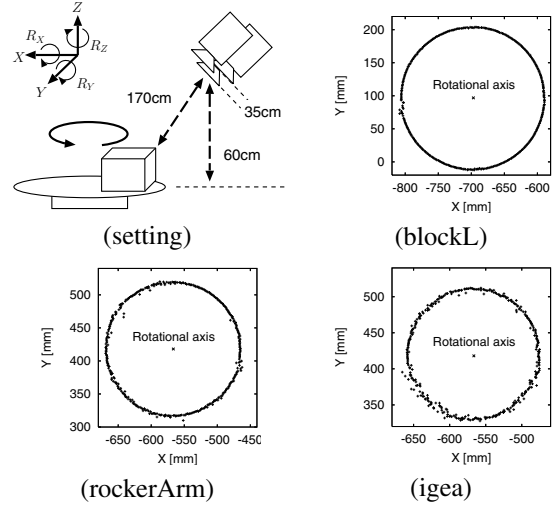 Z
R_X
R_Z
X
Y
R_Y
170cm
35cm
60cm
(setting)
Y [mm]
200
150
100
50
0
Rotational axis
-800 -750 -700 -650 -600
X [mm]
(blockL)
Y [mm]
500
450
400
350
300
Rotational axis
-650 -600 -550 -500 -450
X [mm]
(rockerArm)
Y [mm]
500
450
400
350
Rotational axis
-650 -600 -550 -500
X [mm]
(igea)